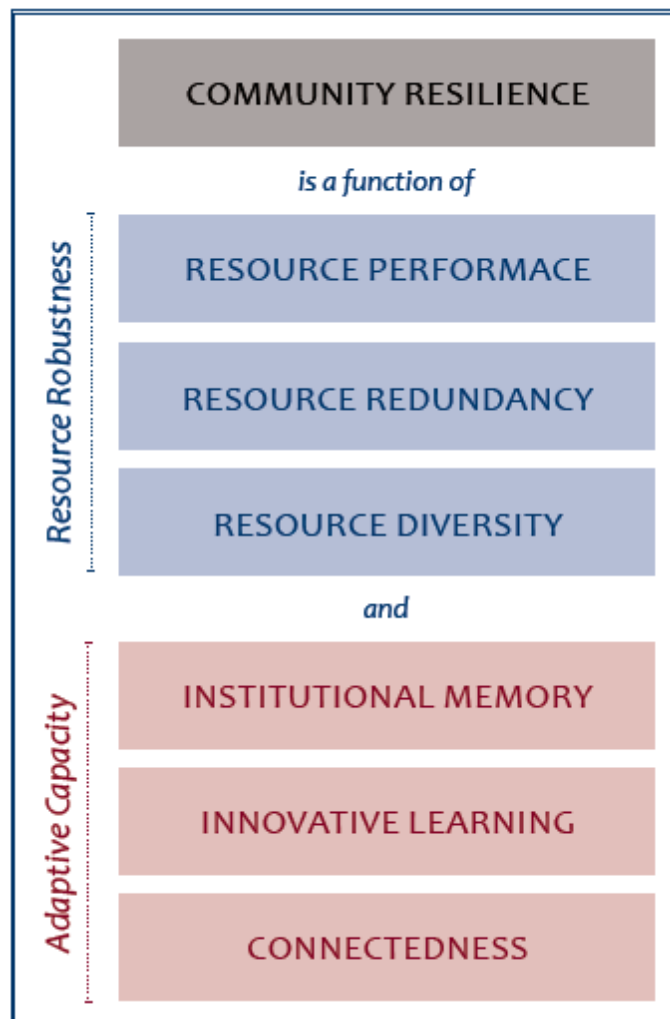 COMMUNITY RESILIENCE
is a function of
Resource Robustness
RESOURCE PERFORMACE
RESOURCE REDUNDANCY
RESOURCE DIVERSITY
and
Adaptive Capacity
INSTITUTIONAL MEMORY
INNOVATIVE LEARNING
CONNECTEDNESS